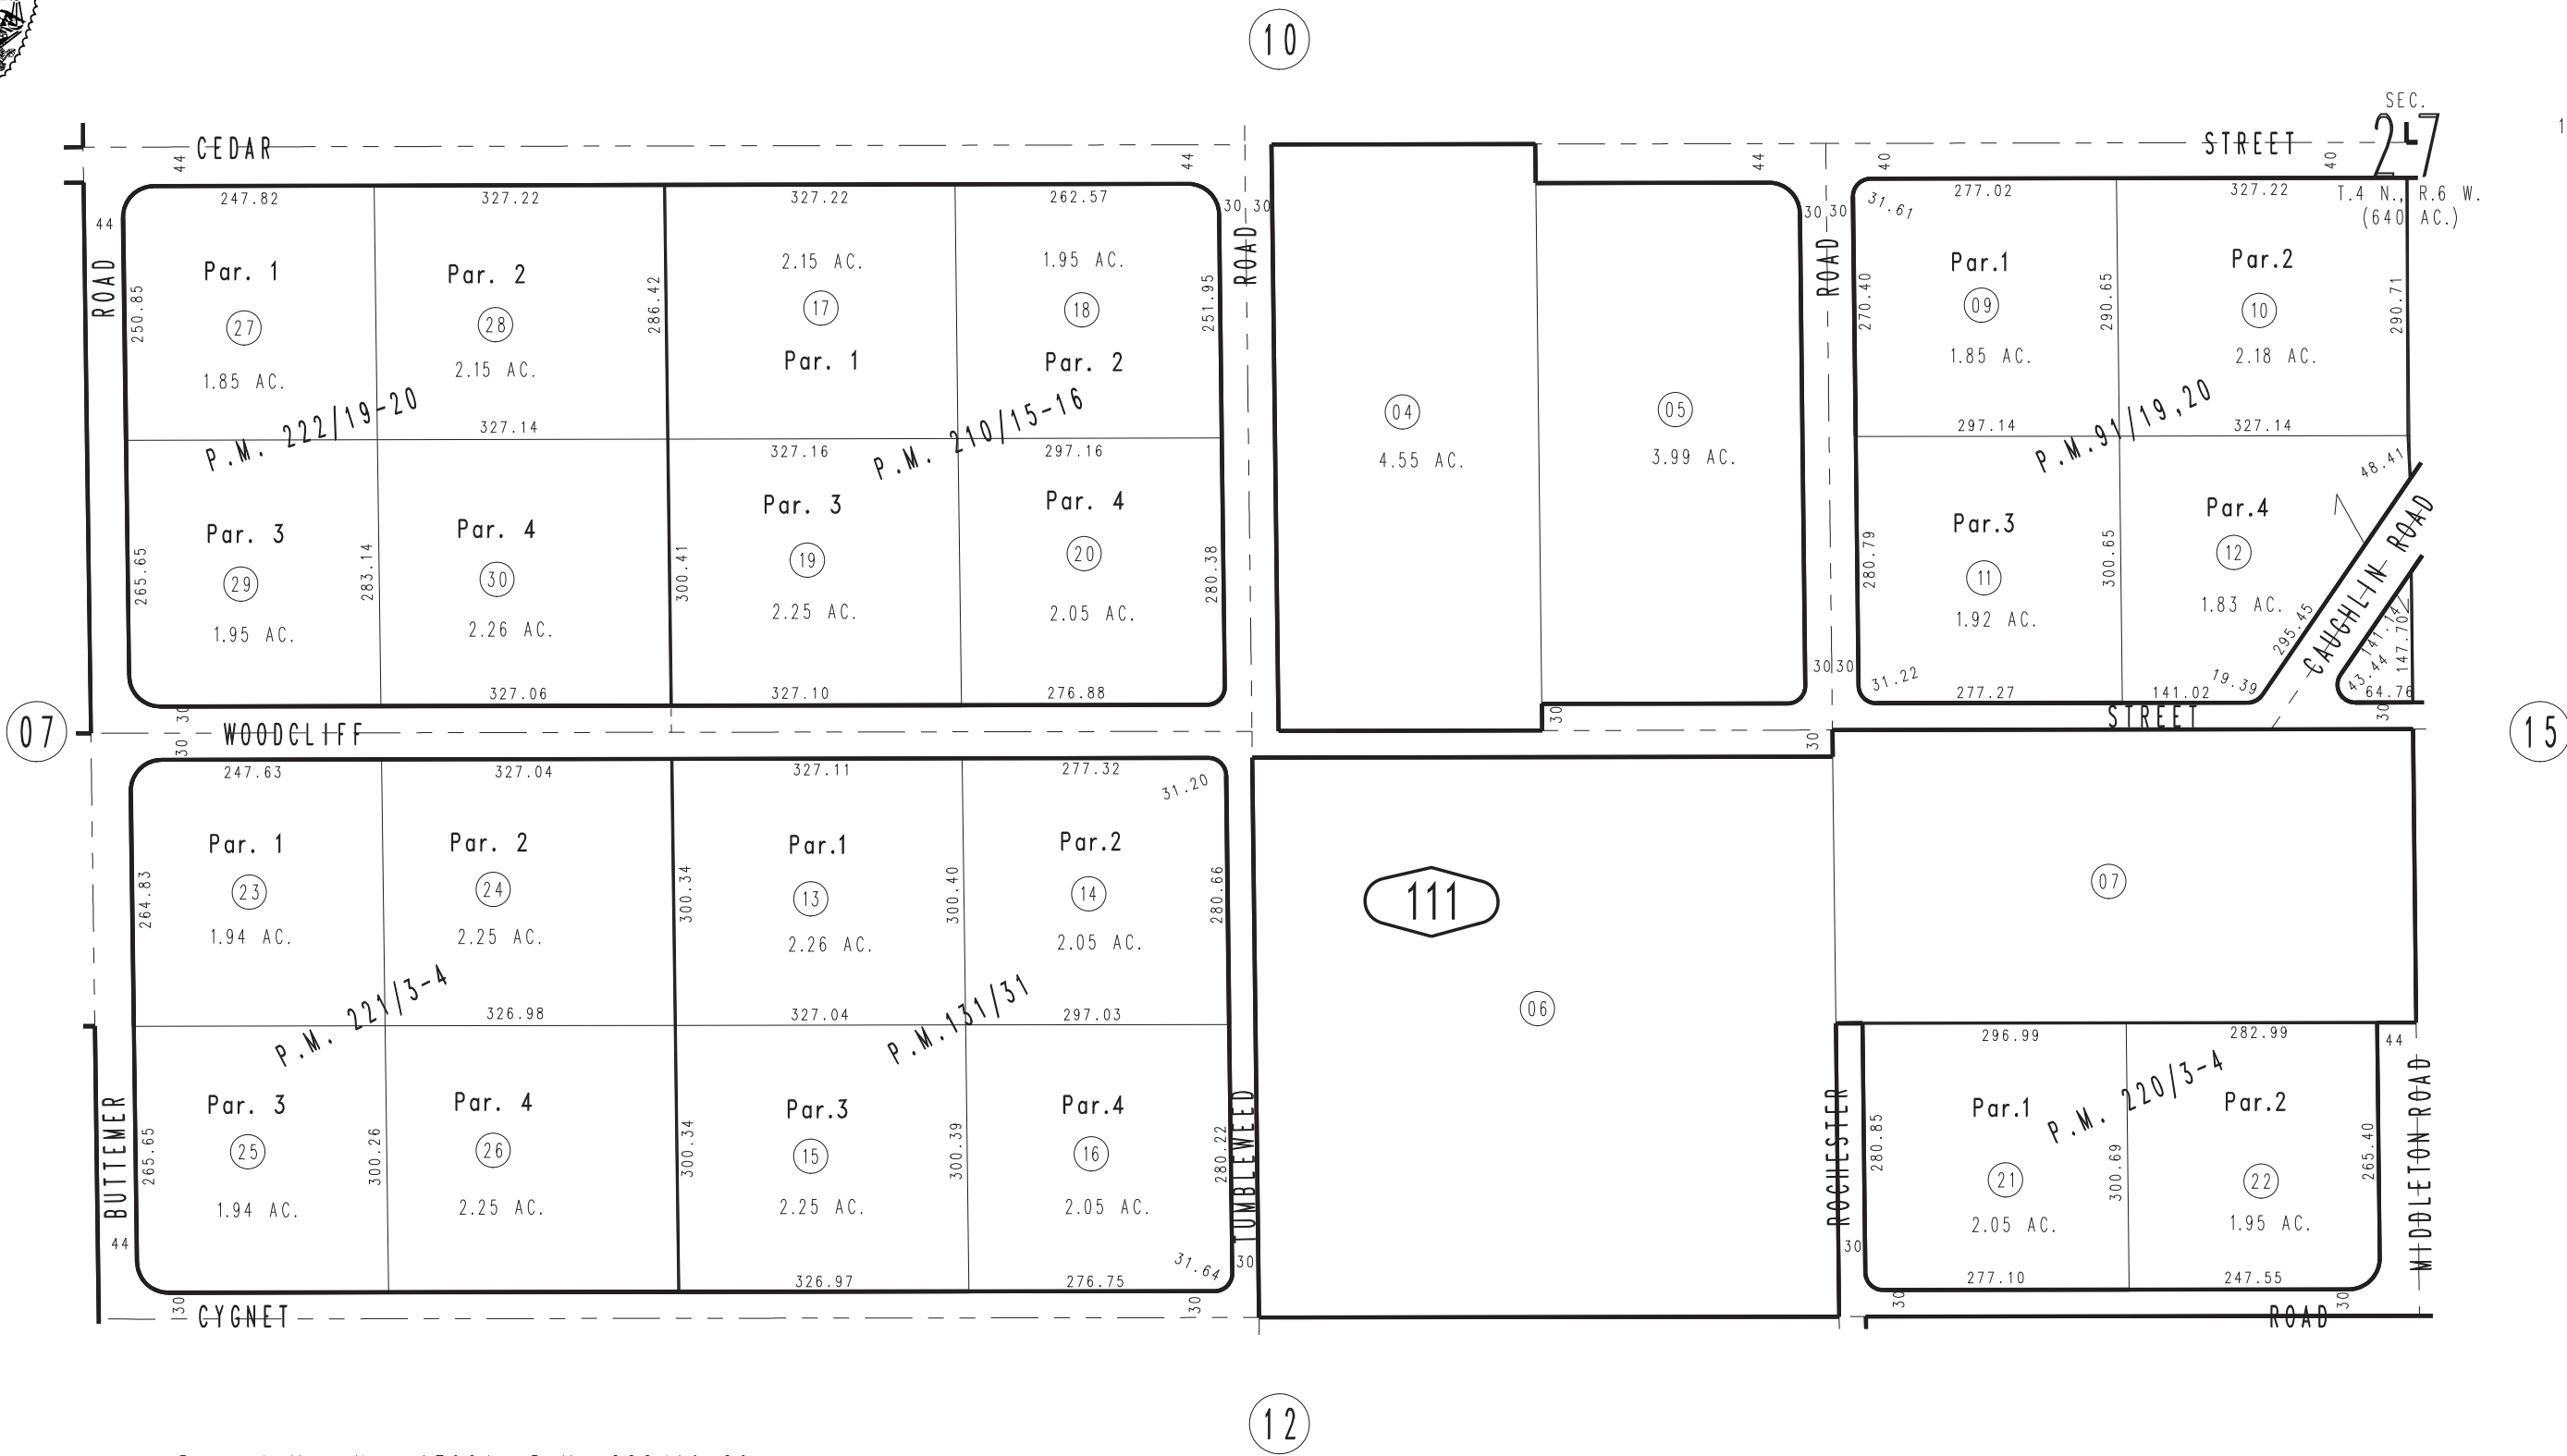 10
SEC.
27
T.4 N., R.6 W.
(640 AC.)
1
CEDAR
STREET
44
44
44
40
40
247.82
327.22
327.22
262.57
277.02
327.22
44
30 30
30 30
31.61
ROAD
ROAD
ROAD
Par. 1
27
1.85 AC.
250.85
Par. 2
28
2.15 AC.
286.42
2.15 AC.
17
Par. 1
1.95 AC.
18
Par. 2
251.95
P.M. 222/19-20
327.14
P.M. 210/15-16
327.16
297.16
04
4.55 AC.
05
3.99 AC.
270.40
Par.1
09
1.85 AC.
290.65
Par.2
10
2.18 AC.
290.71
297.14
327.14
P.M.91/19,20
48.41
Par. 3
29
1.95 AC.
265.65
283.14
Par. 4
30
2.26 AC.
300.41
Par. 3
19
2.25 AC.
Par. 4
20
2.05 AC.
280.38
280.79
Par.3
11
1.92 AC.
300.65
Par.4
12
1.83 AC.
295.45
CAUGHLIN ROAD
141.74
147.70
43.44
64.76
19.39
31.22
30 30
327.06
327.10
276.88
277.27
141.02
07
30
WOODCLIFF
30
30
30
STREET
30
15
247.63
327.04
327.11
277.32
31.20
Par. 1
23
1.94 AC.
264.83
Par. 2
24
2.25 AC.
300.34
Par.1
13
2.26 AC.
300.40
Par.2
14
2.05 AC.
280.66
111
07
06
P.M. 221/3-4
326.98
P.M.131/31
327.04
297.03
296.99
282.99
44
Par. 3
25
1.94 AC.
265.65
300.26
Par. 4
26
2.25 AC.
300.34
Par.3
15
2.25 AC.
300.39
Par.4
16
2.05 AC.
280.22
BUTTEMER
44
TUMBLEWEED
30
ROCHESTER
30
280.85
Par.1
21
2.05 AC.
P.M. 220/3-4
300.69
Par.2
22
1.95 AC.
265.40
MIDDLETON ROAD
326.97
276.75
31.64
277.10
247.55
30
CYGNET
30
30
30
ROAD
12